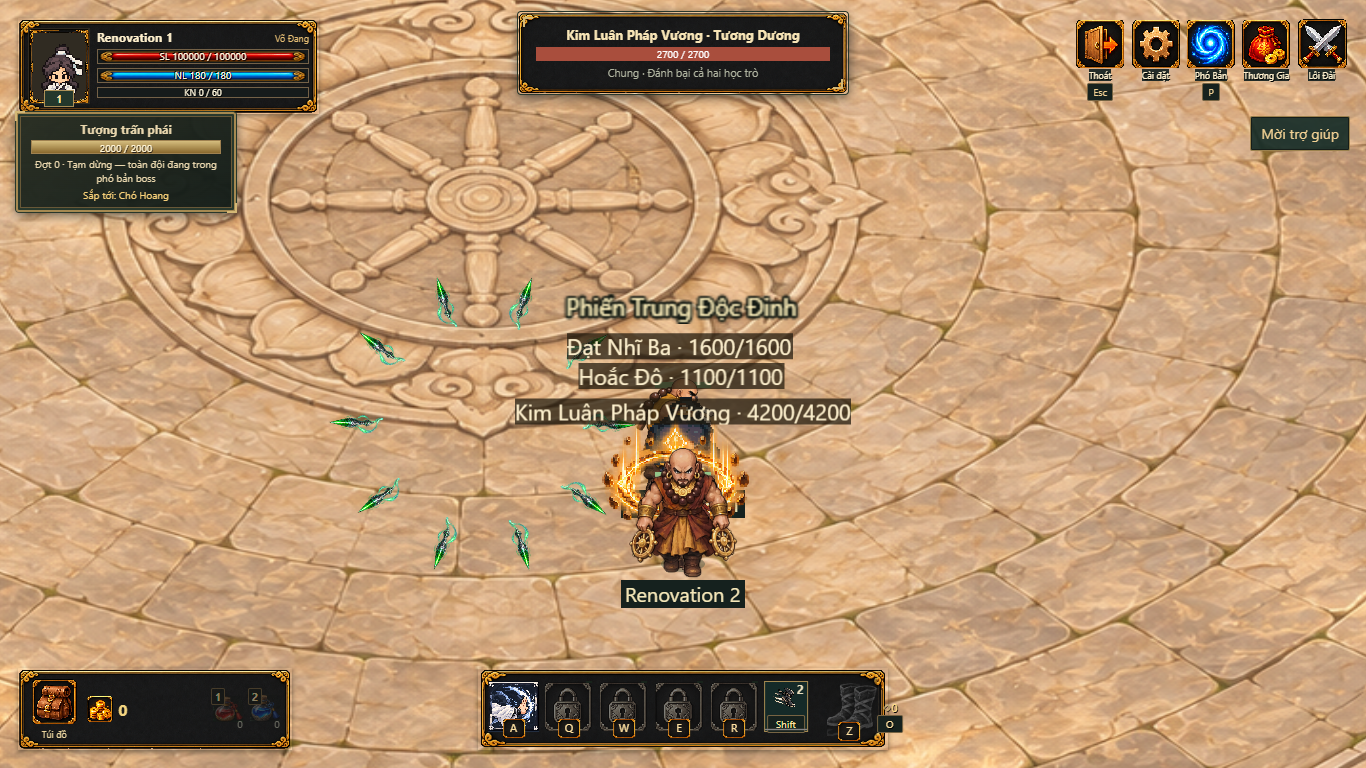 Renovation 1
Võ Đang
SL 100000 / 100000
NL 180 / 180
KN 0 / 60
1
Tượng trấn phái
2000 / 2000
Đợt 0 · Tạm dừng — toàn đội đang trong
phó bản boss
Sắp tới: Chó Hoang
Kim Luân Pháp Vương · Tương Dương
2700 / 2700
Chung · Đánh bại cả hai học trò
Thoát
Cài đặt
Phó Bản
Thương Gia
Lôi Đài
Esc
P
Mời trợ giúp
Phiến Trung Độc Đinh
Đạt Nhĩ Ba · 1600/1600
Hoắc Đô · 1100/1100
Kim Luân Pháp Vương · 4200/4200
Renovation 2
Túi đồ
0
1
0
2
0
A
Q
W
E
R
2
Shift
Z
O